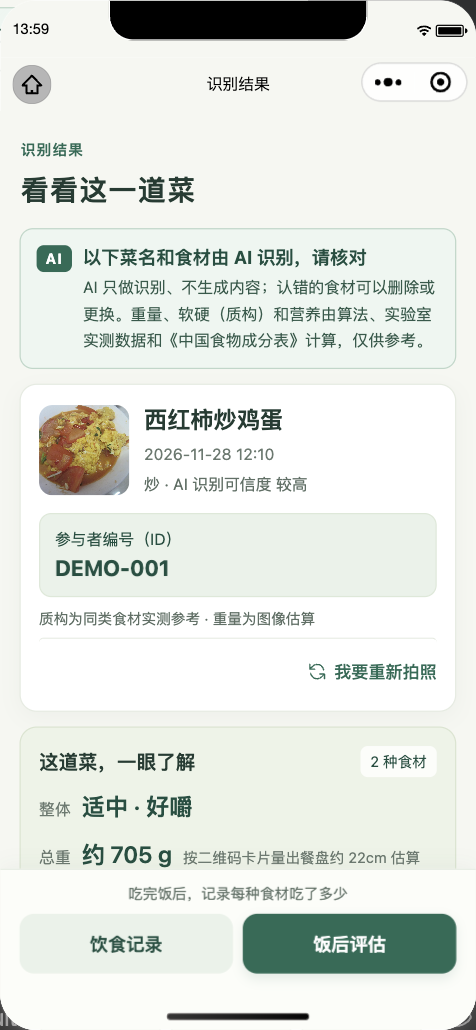 13:59
识别结果
识别结果
看看这一道菜
AI 以下菜名和食材由 AI 识别，请核对
AI 只做识别、不生成内容；认错的食材可以删除或
更换。重量、软硬（质构）和营养由算法、实验室
实测数据和《中国食物成分表》计算，仅供参考。
西红柿炒鸡蛋
2026-11-28 12:10
炒 · AI 识别可信度 较高
参与者编号（ID）
DEMO-001
质构为同类食材实测参考 · 重量为图像估算
我要重新拍照
这道菜，一眼了解 2 种食材
整体 适中 · 好嚼
总重 约 705 g 按二维码卡片量出餐盘约 22cm 估算
吃完饭后，记录每种食材吃了多少
饮食记录 饭后评估